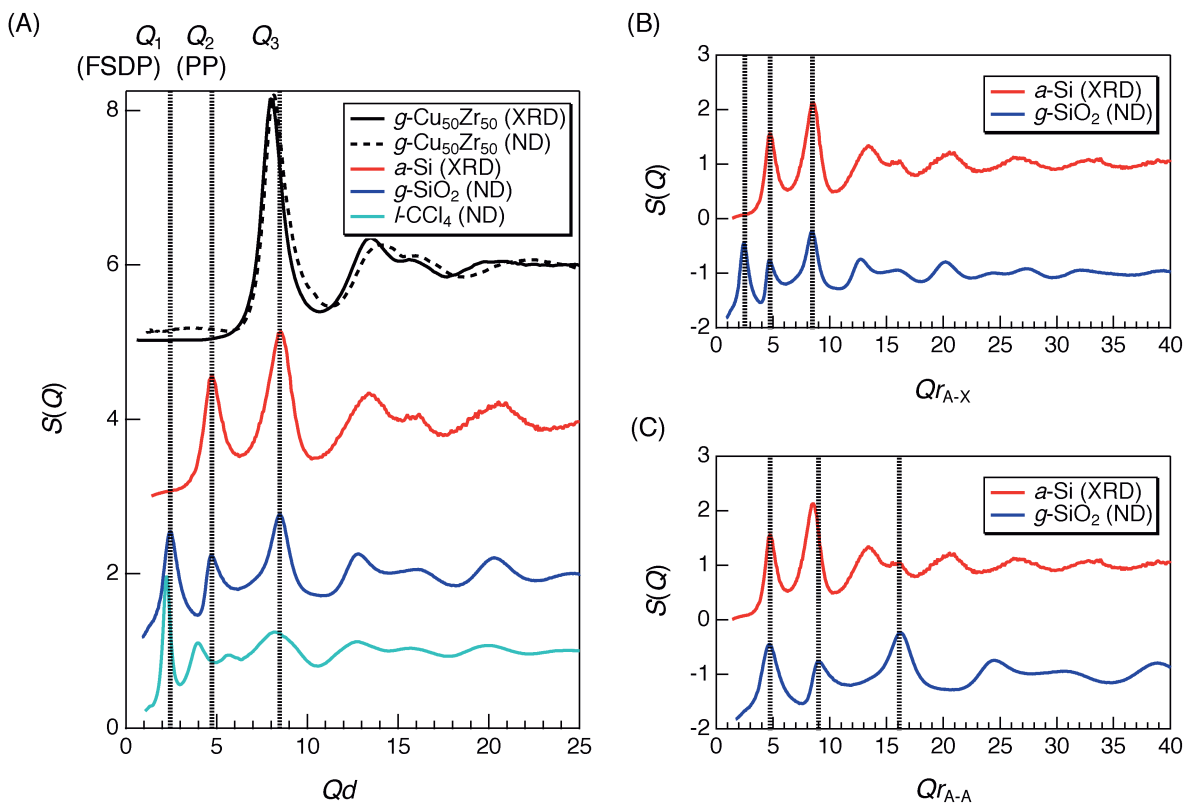 (A)
Q1 Q2 Q3
(FSDP) (PP)
S(Q)
8
6
4
2
0
g-Cu50Zr50 (XRD)
g-Cu50Zr50 (ND)
a-Si (XRD)
g-SiO2 (ND)
l-CCl4 (ND)
0 5 10 15 20 25
Qd
(B)
S(Q)
3
2
1
0
-1
-2
a-Si (XRD)
g-SiO2 (ND)
0 5 10 15 20 25 30 35 40
QrA-X
(C)
S(Q)
3
2
1
0
-1
-2
a-Si (XRD)
g-SiO2 (ND)
0 5 10 15 20 25 30 35 40
QrA-A